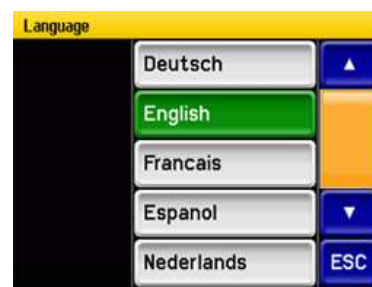 Language
Deutsch
English
Francais
Espanol
Nederlands
ESC